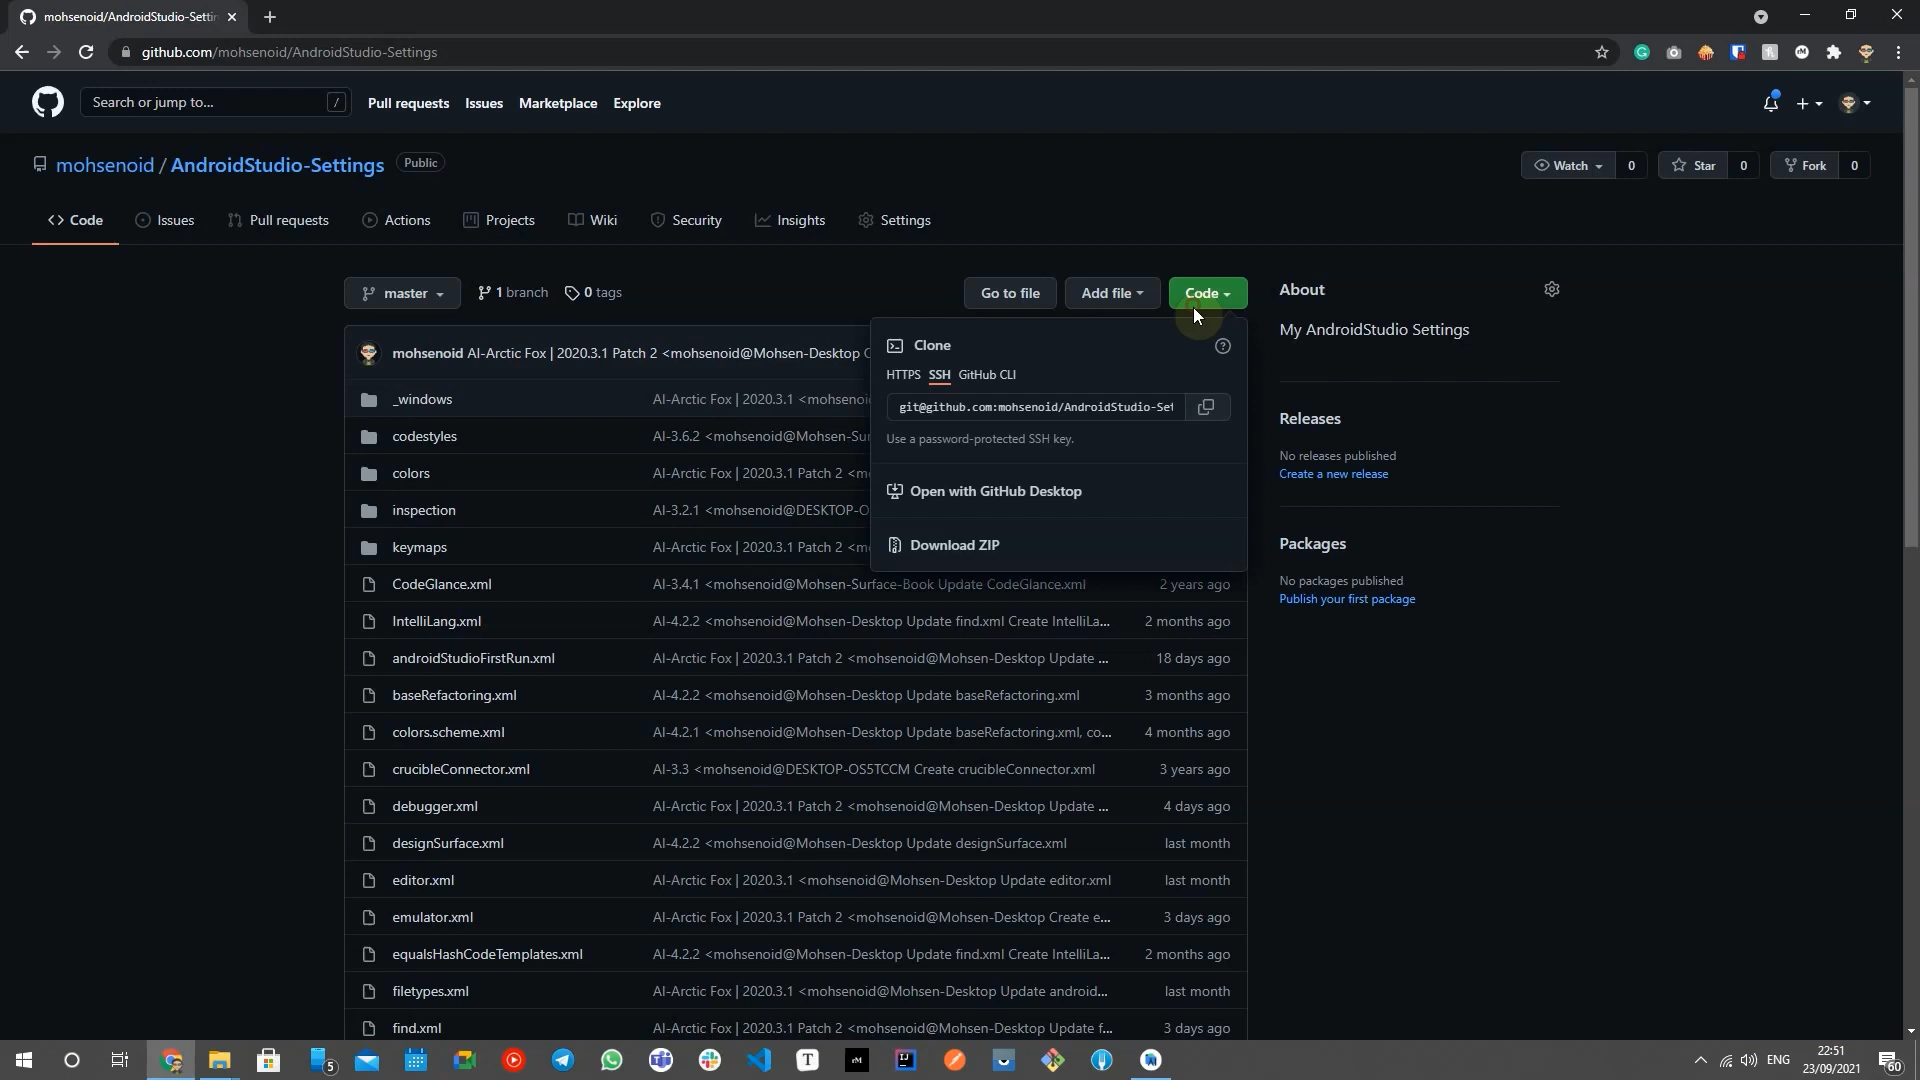 mohsenoid/AndroidStudio-Settin
github.com/mohsenoid/AndroidStudio-Settings
Search or jump to... /
Pull requests Issues Marketplace Explore
mohsenoid / AndroidStudio-Settings Public
Watch 0 Star 0 Fork 0
Code Issues Pull requests Actions Projects Wiki Security Insights Settings
master 1 branch 0 tags Go to file Add file Code
mohsenoid AI-Arctic Fox | 2020.3.1 Patch 2 <mohsenoid@Mohsen-Desktop
Clone
HTTPS SSH GitHub CLI
git@github.com:mohsenoid/AndroidStudio-Set
Use a password-protected SSH key.
Open with GitHub Desktop
Download ZIP
_windows AI-Arctic Fox | 2020.3.1 <mohsenoi
codestyles AI-3.6.2 <mohsenoid@Mohsen-Su
colors AI-Arctic Fox | 2020.3.1 Patch 2 <m
inspection AI-3.2.1 <mohsenoid@DESKTOP-O
keymaps AI-Arctic Fox | 2020.3.1 Patch 2 <m
CodeGlance.xml AI-3.4.1 <mohsenoid@Mohsen-Surface-Book Update CodeGlance.xml 2 years ago
IntelliLang.xml AI-4.2.2 <mohsenoid@Mohsen-Desktop Update find.xml Create IntelliLa... 2 months ago
androidStudioFirstRun.xml AI-Arctic Fox | 2020.3.1 Patch 2 <mohsenoid@Mohsen-Desktop Update ... 18 days ago
baseRefactoring.xml AI-4.2.2 <mohsenoid@Mohsen-Desktop Update baseRefactoring.xml 3 months ago
colors.scheme.xml AI-4.2.1 <mohsenoid@Mohsen-Desktop Update baseRefactoring.xml, co... 4 months ago
crucibleConnector.xml AI-3.3 <mohsenoid@DESKTOP-OS5TCCM Create crucibleConnector.xml 3 years ago
debugger.xml AI-Arctic Fox | 2020.3.1 Patch 2 <mohsenoid@Mohsen-Desktop Update ... 4 days ago
designSurface.xml AI-4.2.2 <mohsenoid@Mohsen-Desktop Update designSurface.xml last month
editor.xml AI-Arctic Fox | 2020.3.1 <mohsenoid@Mohsen-Desktop Update editor.xml last month
emulator.xml AI-Arctic Fox | 2020.3.1 Patch 2 <mohsenoid@Mohsen-Desktop Create e... 3 days ago
equalsHashCodeTemplates.xml AI-4.2.2 <mohsenoid@Mohsen-Desktop Update find.xml Create IntelliLa... 2 months ago
filetypes.xml AI-Arctic Fox | 2020.3.1 <mohsenoid@Mohsen-Desktop Update android... last month
find.xml AI-Arctic Fox | 2020.3.1 Patch 2 <mohsenoid@Mohsen-Desktop Update f... 3 days ago
About
My AndroidStudio Settings
Releases
No releases published
Create a new release
Packages
No packages published
Publish your first package
5
T
rM
IJ
ENG
22:51
23/09/2021
60